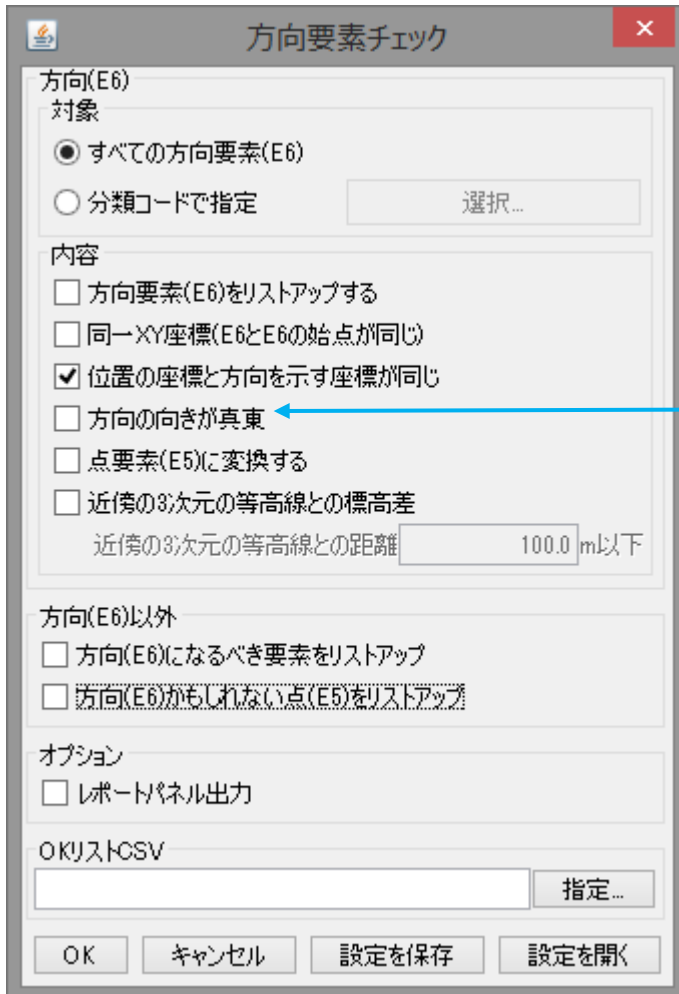 方向要素チェック
方向(E6)
対象
すべての方向要素(E6)
分類コードで指定
選択...
内容
方向要素(E6)をリストアップする
同一XY座標(E6とE6の始点が同じ)
位置の座標と方向を示す座標が同じ
方向の向きが真東
点要素(E5)に変換する
近傍の3次元の等高線との標高差
近傍の3次元の等高線との距離 100.0 m以下
方向(E6)以外
方向(E6)になるべき要素をリストアップ
方向(E6)かもしれない点(E5)をリストアップ
オプション
レポートパネル出力
OKリストCSV
指定...
OK キャンセル 設定を保存 設定を開く